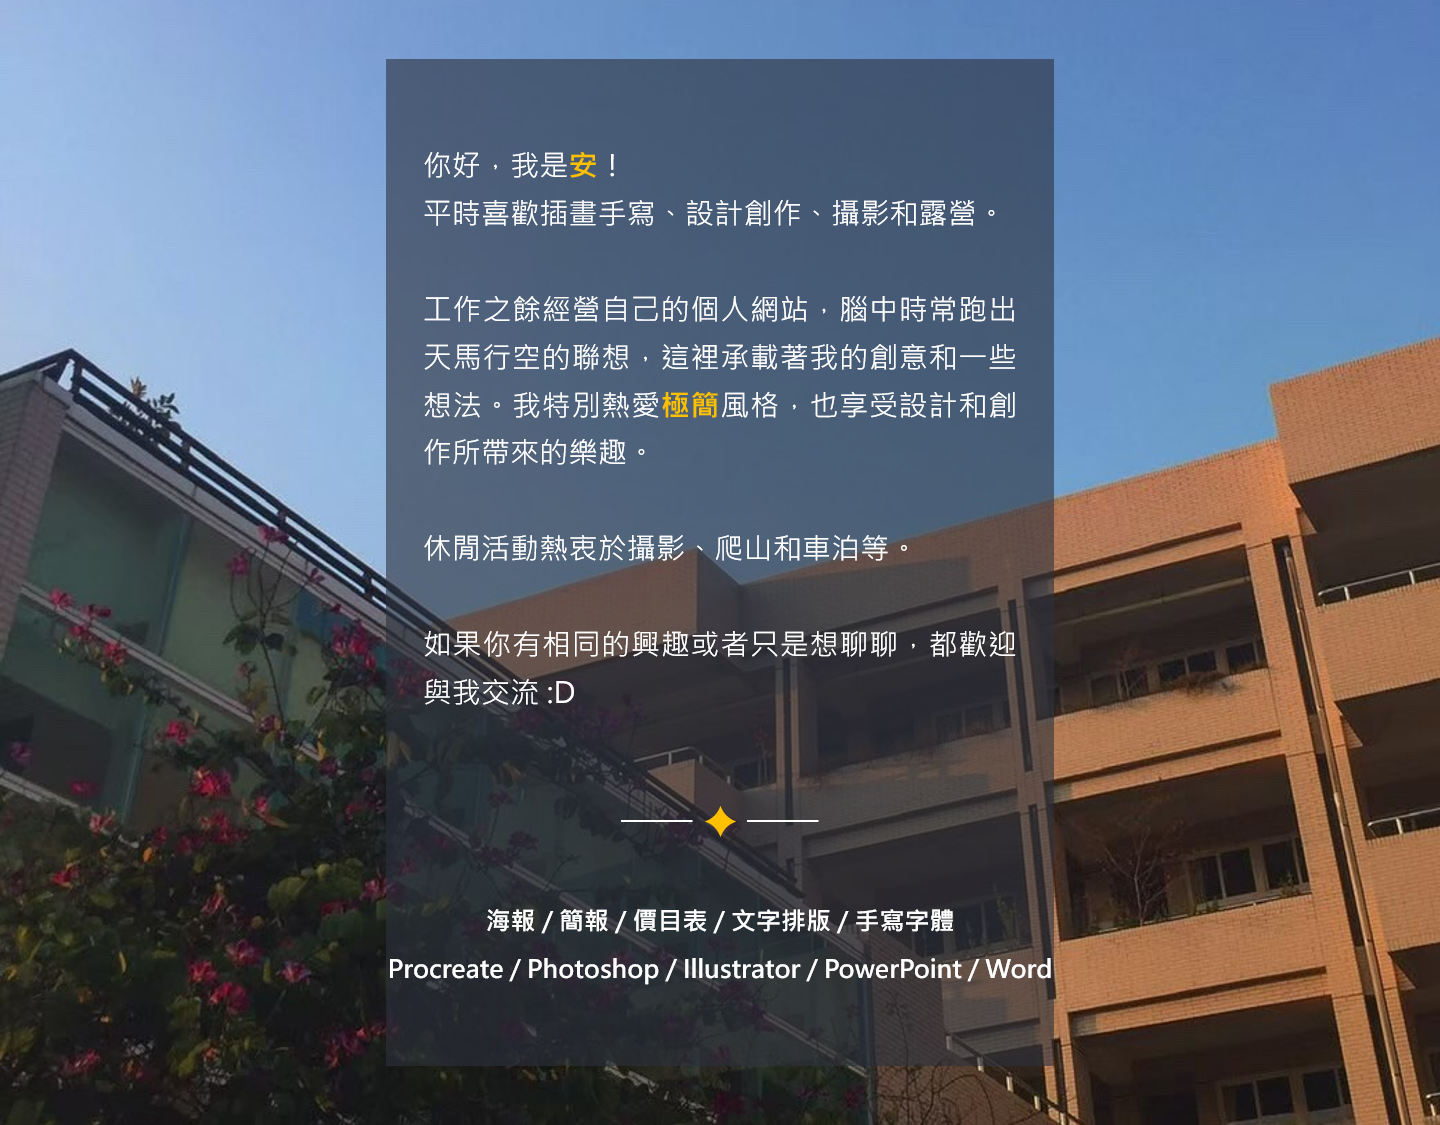 你好，我是安！
平時喜歡插畫手寫、設計創作、攝影和露營。
工作之餘經營自己的個人網站，腦中時常跑出
天馬行空的聯想，這裡承載著我的創意和一些
想法。我特別熱愛極簡風格，也享受設計和創
作所帶來的樂趣。
休閒活動熱衷於攝影、爬山和車泊等。
如果你有相同的興趣或者只是想聊聊，都歡迎
與我交流 :D
海報 / 簡報 / 價目表 / 文字排版 / 手寫字體
Procreate / Photoshop / Illustrator / PowerPoint / Word